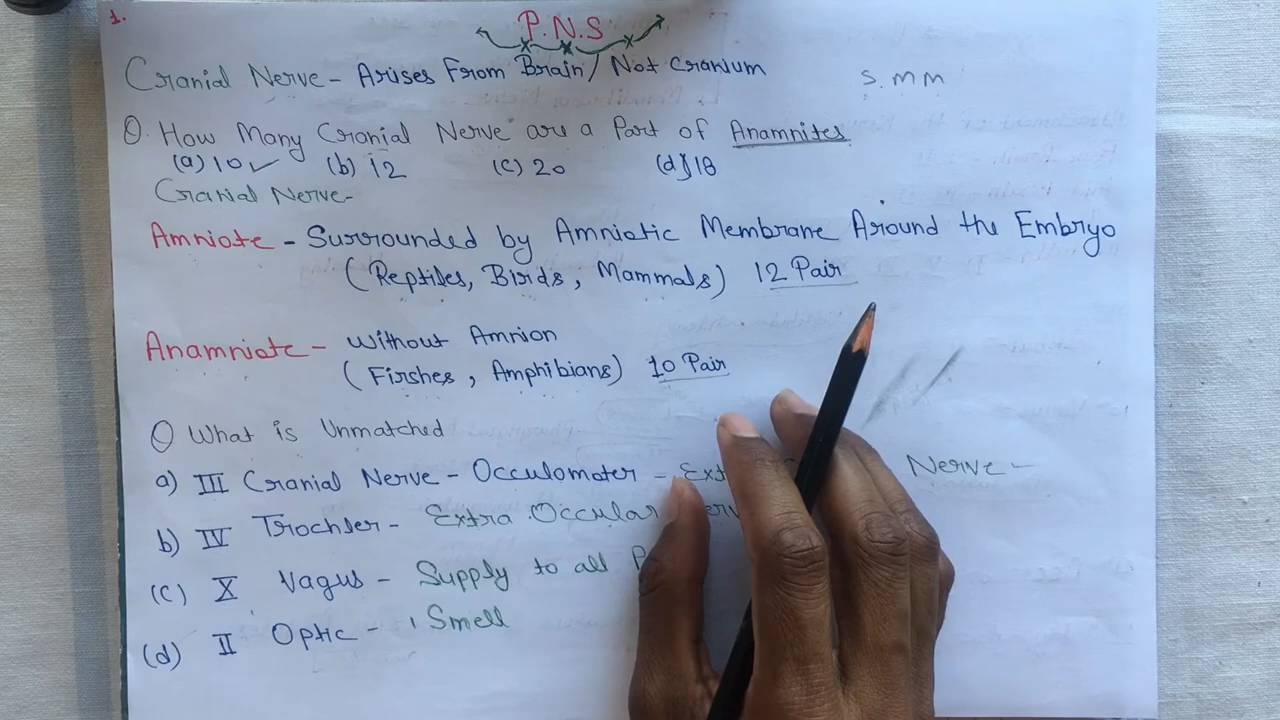 1.
P.N.S
Cranial Nerve - Arises From Brain/ Not Cranium
S.MM
Q. How Many Cranial Nerve are a Part of Anamnites
(a) 10 ✓ (b) 12 (c) 20 (d) 18
Cranial Nerve-
Amniote - Surrounded by Amniotic Membrane Around the Embryo
(Reptiles, Birds, Mammals) 12 Pair
Anamniote - Without Amnion
(Firshes, Amphibians) 10 Pair
Q What is Unmatched
a) III Cranial Nerve - Occulomoter - Nerve -
b) IV Trochler - Extra Occular
(C) X Vagus - Supply to all
(d) II Optic - Smell